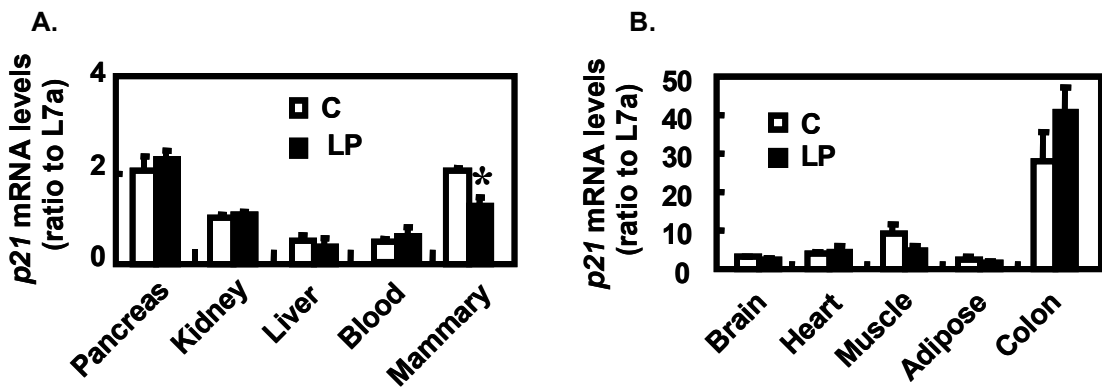 A.
p21 mRNA levels
(ratio to L7a)
4
2
0
C
LP
*
Pancreas
Kidney
Liver
Blood
Mammary
B.
p21 mRNA levels
(ratio to L7a)
50
40
30
20
10
0
C
LP
Brain
Heart
Muscle
Adipose
Colon